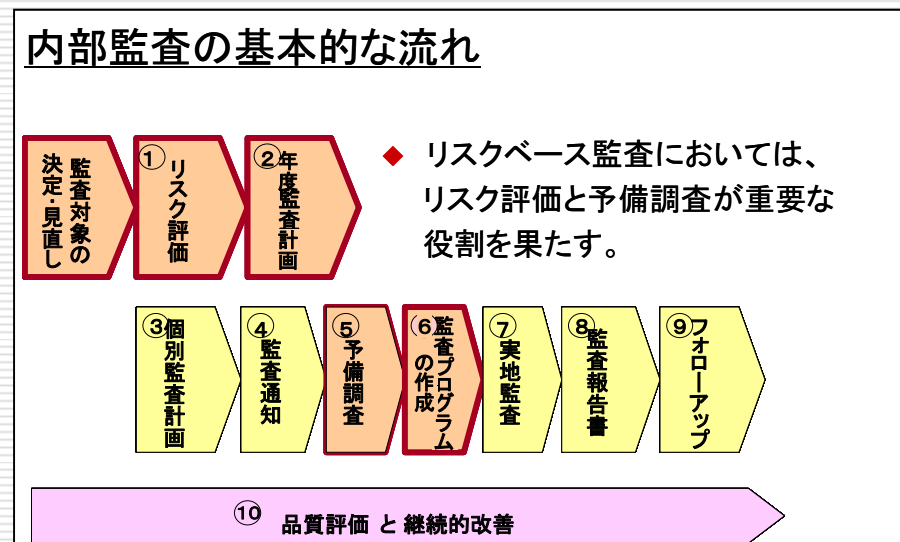 内部監査の基本的な流れ
監査対象の
決定・見直し
①
リスク評価
②
年度監査計画
◆ リスクベース監査においては、
リスク評価と予備調査が重要な
役割を果たす。
③
個別監査計画
④
監査通知
⑤
予備調査
⑥
監査プログラム
の作成
⑦
実地監査
⑧
監査報告書
⑨
フォローアップ
⑩
品質評価 と 継続的改善